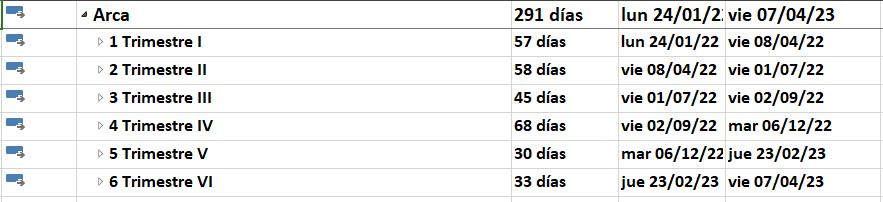 Arca 291 días lun 24/01/22 vie 07/04/23
1 Trimestre I 57 días lun 24/01/22 vie 08/04/22
2 Trimestre II 58 días vie 08/04/22 vie 01/07/22
3 Trimestre III 45 días vie 01/07/22 vie 02/09/22
4 Trimestre IV 68 días vie 02/09/22 mar 06/12/22
5 Trimestre V 30 días mar 06/12/22 jue 23/02/23
6 Trimestre VI 33 días jue 23/02/23 vie 07/04/23